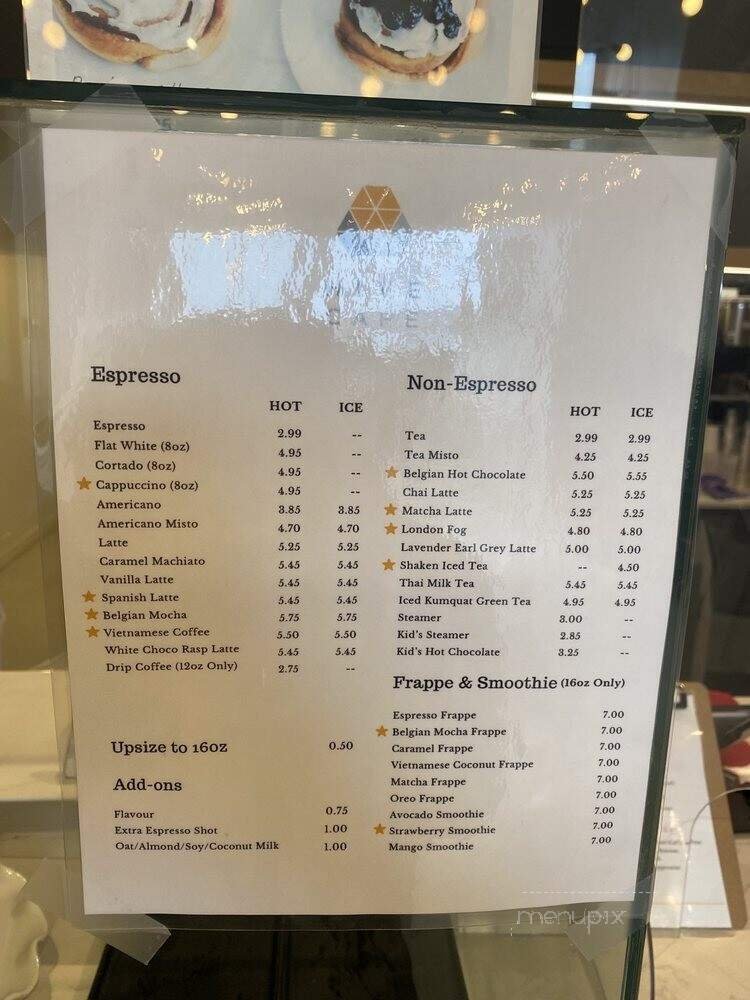 Espresso
HOT ICE
Espresso 2.99 --
Flat White (8oz) 4.95 --
Cortado (8oz) 4.95 --
Cappuccino (8oz) 4.95 --
Americano 3.85 3.85
Americano Misto 4.70 4.70
Latte 5.25 5.25
Caramel Machiato 5.45 5.45
Vanilla Latte 5.45 5.45
Spanish Latte 5.45 5.45
Belgian Mocha 5.75 5.75
Vietnamese Coffee 5.50 5.50
White Choco Rasp Latte 5.45 5.45
Drip Coffee (12oz Only) 2.75 --
Upsize to 16oz 0.50
Add-ons
Flavour 0.75
Extra Espresso Shot 1.00
Oat/Almond/Soy/Coconut Milk 1.00
Non-Espresso
HOT ICE
Tea 2.99 2.99
Tea Misto 4.25 4.25
Belgian Hot Chocolate 5.50 5.55
Chai Latte 5.25 5.25
Matcha Latte 5.25 5.25
London Fog 4.80 4.80
Lavender Earl Grey Latte 5.00 5.00
Shaken Iced Tea -- 4.50
Thai Milk Tea 5.45 5.45
Iced Kumquat Green Tea 4.95 4.95
Steamer 3.00 --
Kid's Steamer 2.85 --
Kid's Hot Chocolate 3.25 --
Frappe & Smoothie (16oz Only)
Espresso Frappe 7.00
Belgian Mocha Frappe 7.00
Caramel Frappe 7.00
Vietnamese Coconut Frappe 7.00
Matcha Frappe 7.00
Oreo Frappe 7.00
Avocado Smoothie 7.00
Strawberry Smoothie 7.00
Mango Smoothie 7.00
menupix